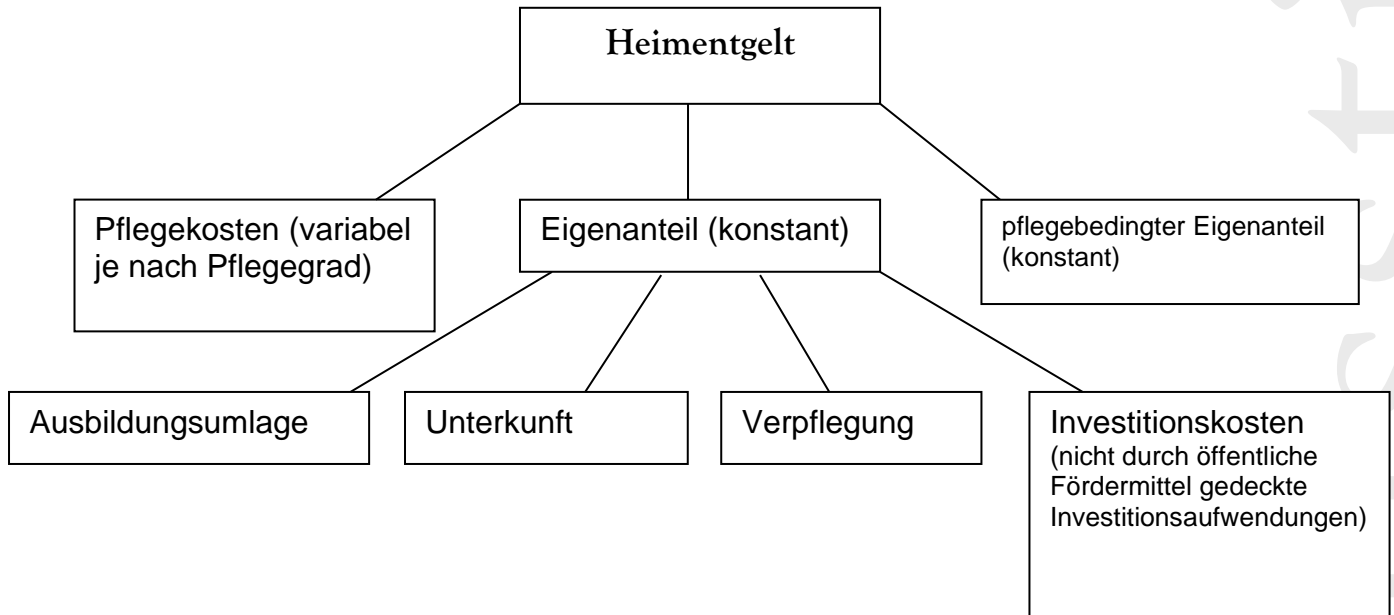 Heimentgelt
Pflegekosten (variabel
je nach Pflegegrad)
Eigenanteil (konstant)
pflegebedingter Eigenanteil
(konstant)
Ausbildungsumlage
Unterkunft
Verpflegung
Investitionskosten
(nicht durch öffentliche
Fördermittel gedeckte
Investitionsaufwendungen)